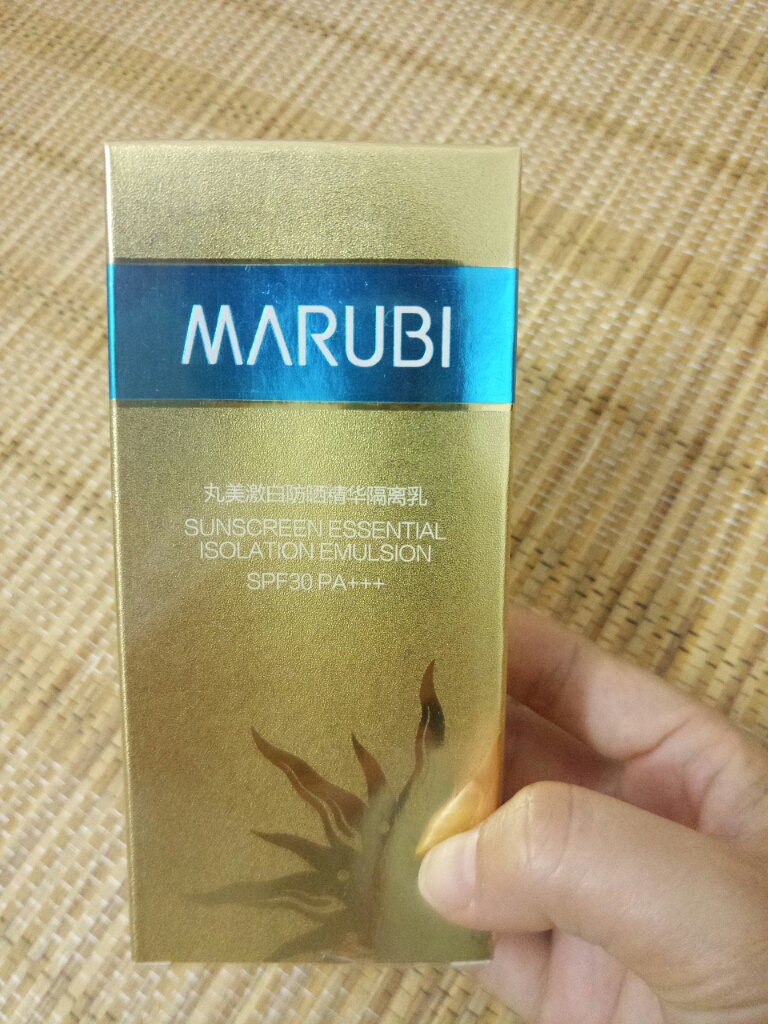 MARUBI
丸美激白防晒精华隔离乳
SUNSCREEN ESSENTIAL
ISOLATION EMULSION
SPF30 PA+++